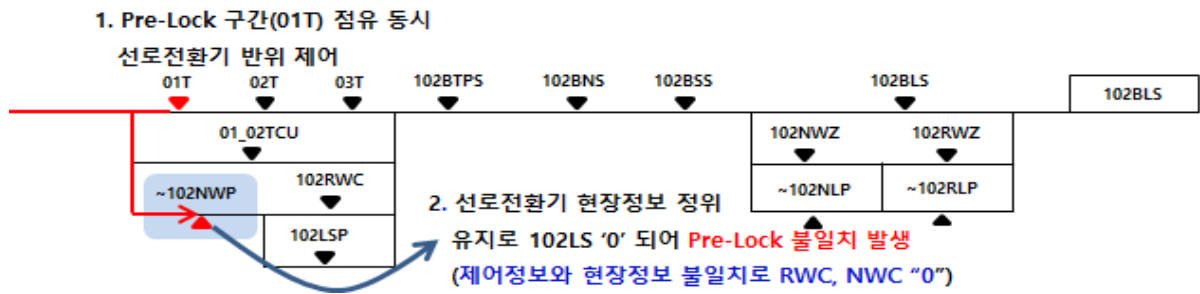 1. Pre-Lock 구간(01T) 점유 동시
선로전환기 반위 제어
01T 02T 03T 102BTPS 102BNS 102BSS 102BLS
102BLS
01_02TCU 102NWZ 102RWZ
~102NWP 102RWC ~102NLP ~102RLP
2. 선로전환기 현장정보 정위
102LSP
유지로 102LS ‘0’ 되어 Pre-Lock 불일치 발생
(제어정보와 현장정보 불일치로 RWC, NWC “0”)